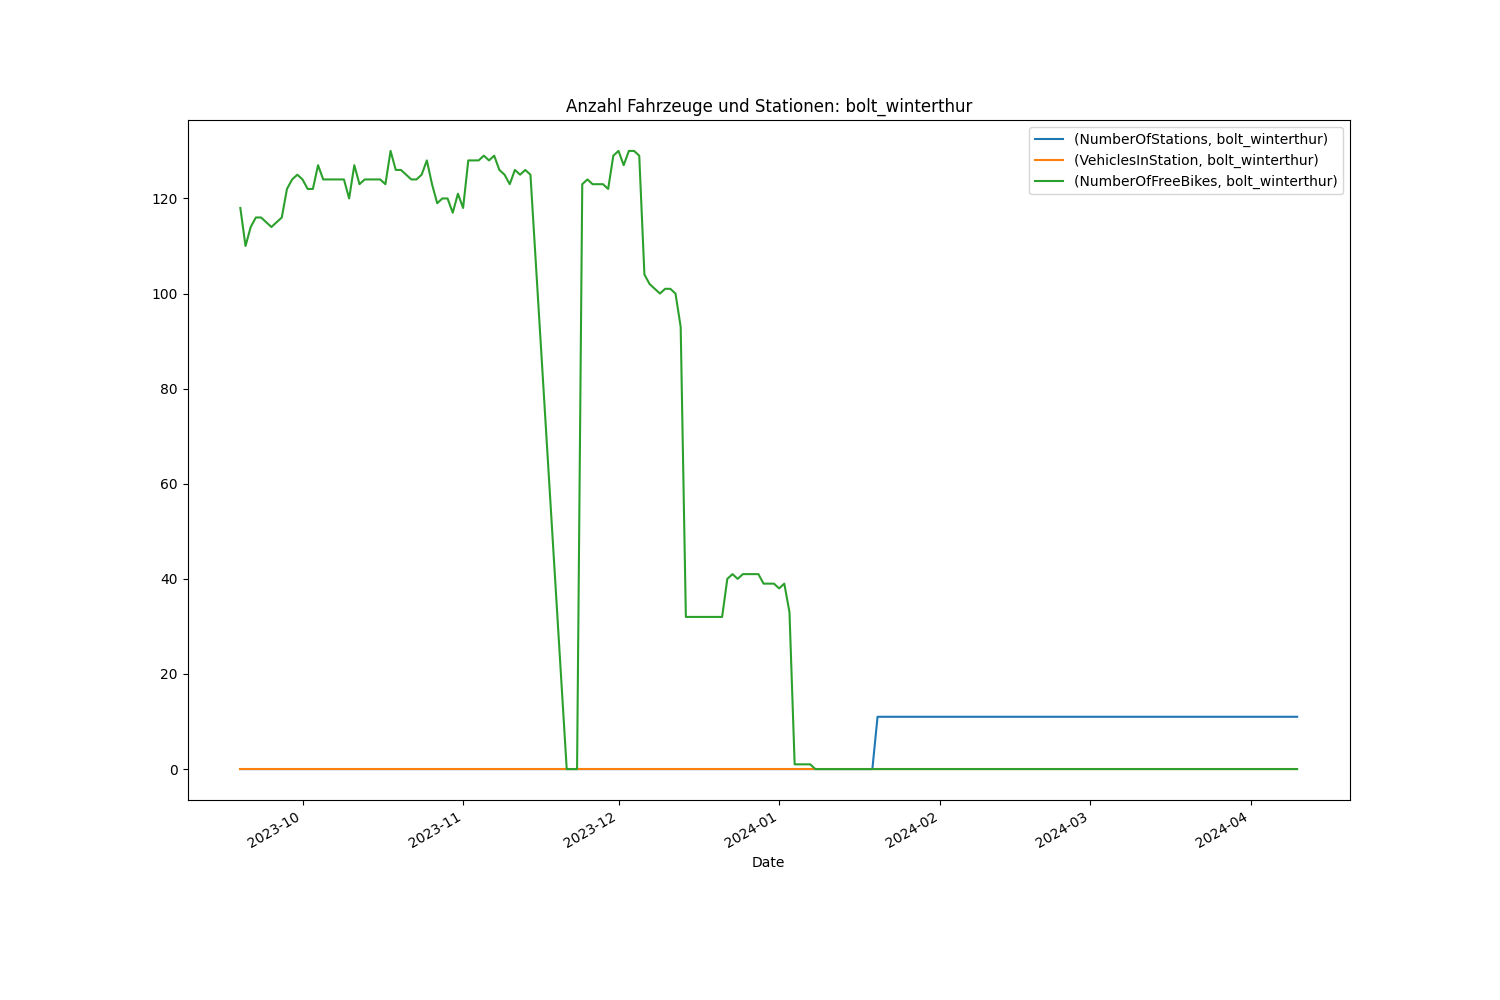 Anzahl Fahrzeuge und Stationen: bolt_winterthur
(NumberOfStations, bolt_winterthur)
(VehiclesInStation, bolt_winterthur)
(NumberOfFreeBikes, bolt_winterthur)
120
100
80
60
40
20
0
2023-10
2023-11
2023-12
2024-01
2024-02
2024-03
2024-04
Date